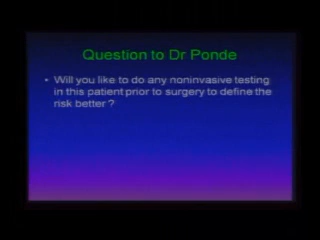 Question to Dr Ponde
• Will you like to do any noninvasive testing
in this patient prior to surgery to define the
risk better ?